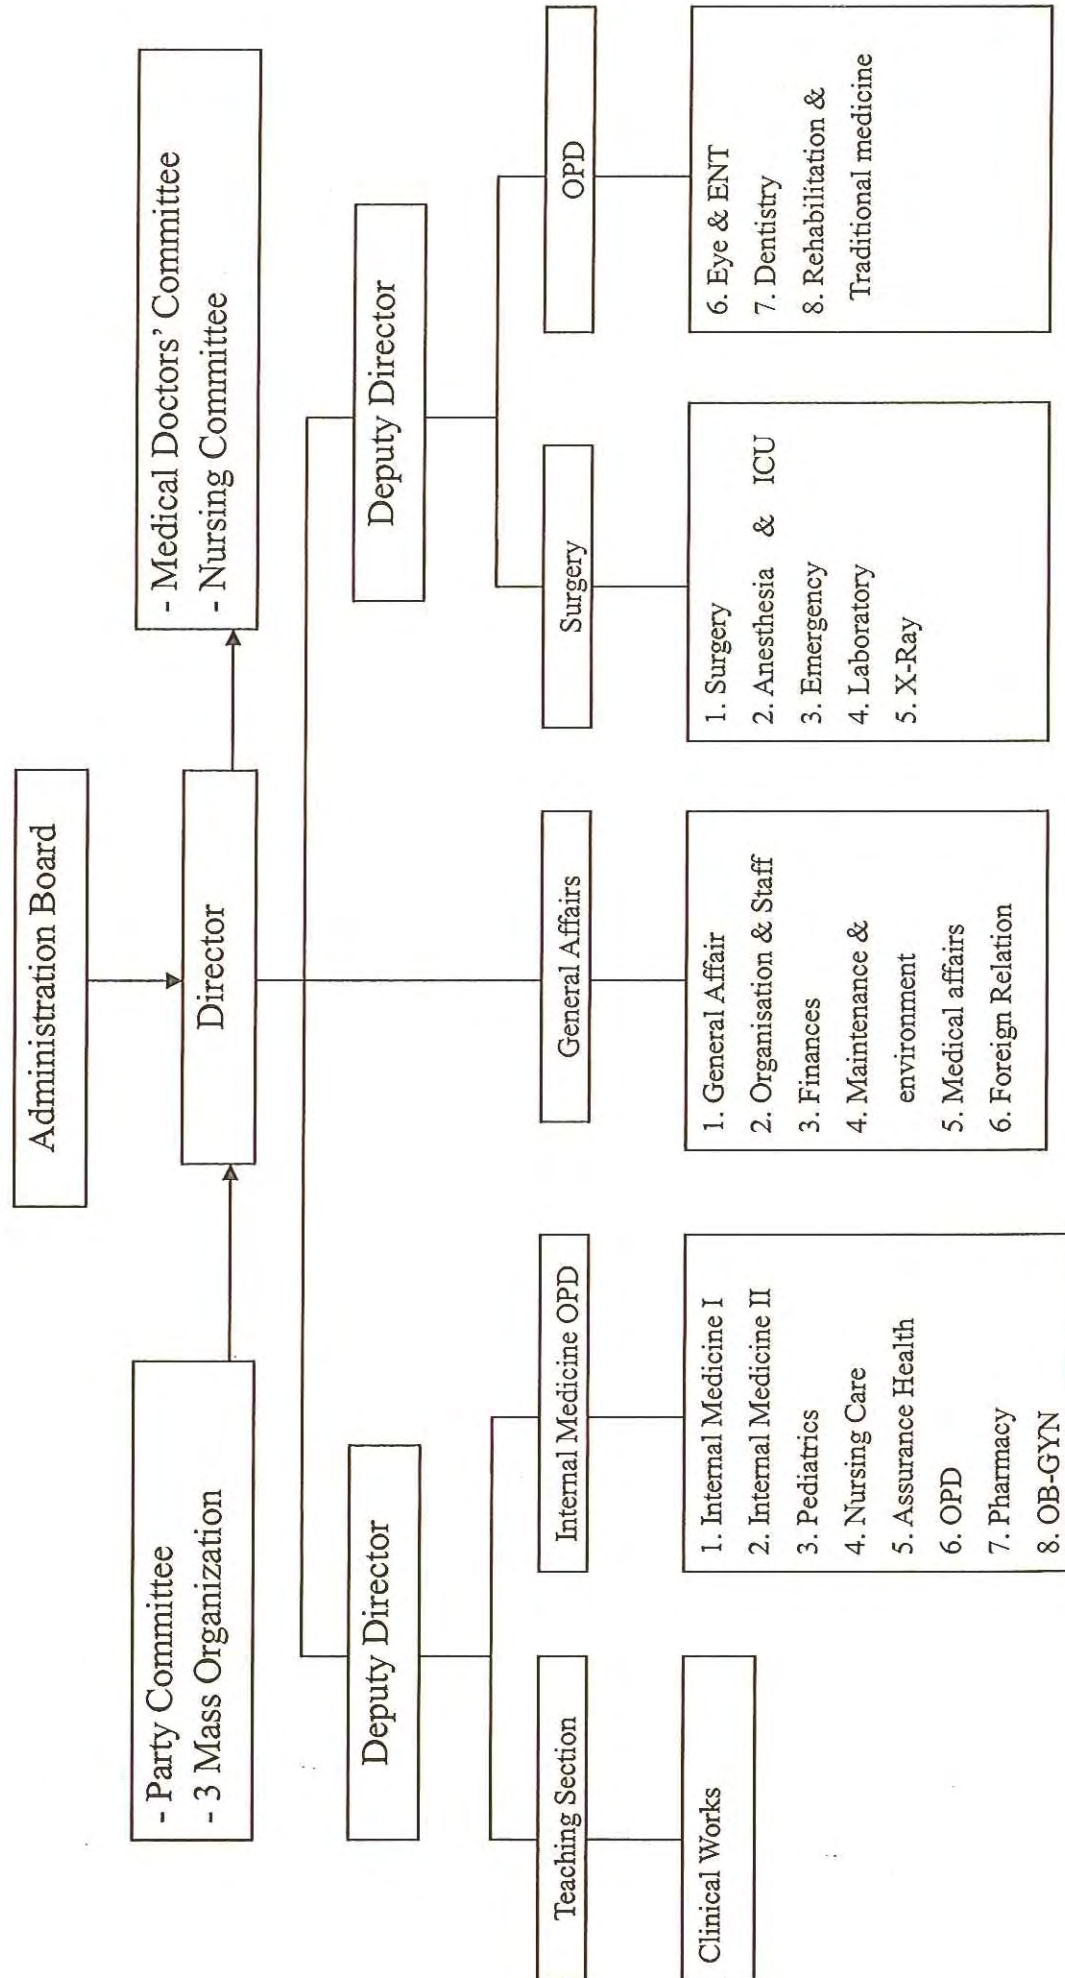 Administration Board
- Party Committee
- 3 Mass Organization
Director
- Medical Doctors' Committee
- Nursing Committee
Deputy Director
Deputy Director
Teaching Section
Internal Medicine OPD
General Affairs
Surgery
OPD
Clinical Works
1. Internal Medicine I
2. Internal Medicine II
3. Pediatrics
4. Nursing Care
5. Assurance Health
6. OPD
7. Pharmacy
8. OB-GYN
1. General Affair
2. Organisation & Staff
3. Finances
4. Maintenance &
environment
5. Medical affairs
6. Foreign Relation
1. Surgery
2. Anesthesia & ICU
3. Emergency
4. Laboratory
5. X-Ray
6. Eye & ENT
7. Dentistry
8. Rehabilitation &
Traditional medicine